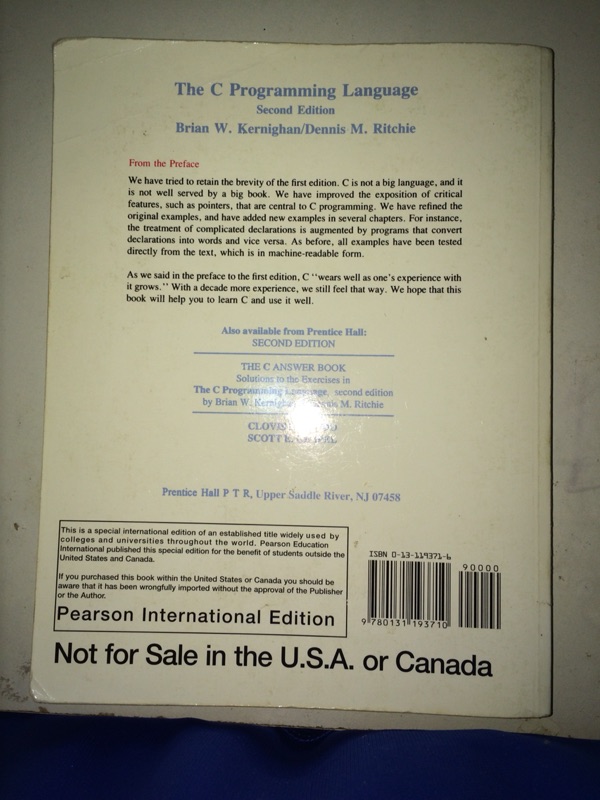 The C Programming Language
Second Edition
Brian W. Kernighan/Dennis M. Ritchie
From the Preface
We have tried to retain the brevity of the first edition. C is not a big language, and it
is not well served by a big book. We have improved the exposition of critical
features, such as pointers, that are central to C programming. We have refined the
original examples, and have added new examples in several chapters. For instance,
the treatment of complicated declarations is augmented by programs that convert
declarations into words and vice versa. As before, all examples have been tested
directly from the text, which is in machine-readable form.
As we said in the preface to the first edition, C "wears well as one's experience with
it grows." With a decade more experience, we still feel that way. We hope that this
book will help you to learn C and use it well.
Also available from Prentice Hall:
SECOND EDITION
THE C ANSWER BOOK
Solutions to the Exercises in
The C Programming Language, second edition
by Brian W. Kernighan M. Ritchie
CLOVIS
SCOTT E.
Prentice Hall P T R, Upper Saddle River, NJ 07458
This is a special international edition of an established title widely used by
colleges and universities throughout the world. Pearson Education
International published this special edition for the benefit of students outside the
United States and Canada.
If you purchased this book within the United States or Canada you should be
aware that it has been wrongfully imported without the approval of the Publisher
or the Author.
Pearson International Edition
ISBN 0-13-119371-6
90000
9 780131 193710
Not for Sale in the U.S.A. or Canada